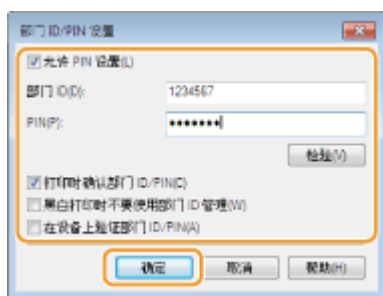 部门 ID/PIN 设置
允许 PIN 设置(L)
部门 ID(D): 1234567
PIN(P): •••••••
检验(V)
打印时确认部门 ID/PIN(C)
黑白打印时不要使用部门 ID 管理(W)
在设备上验证部门 ID/PIN(A)
确定 取消 帮助(H)